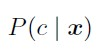 P(c | x)